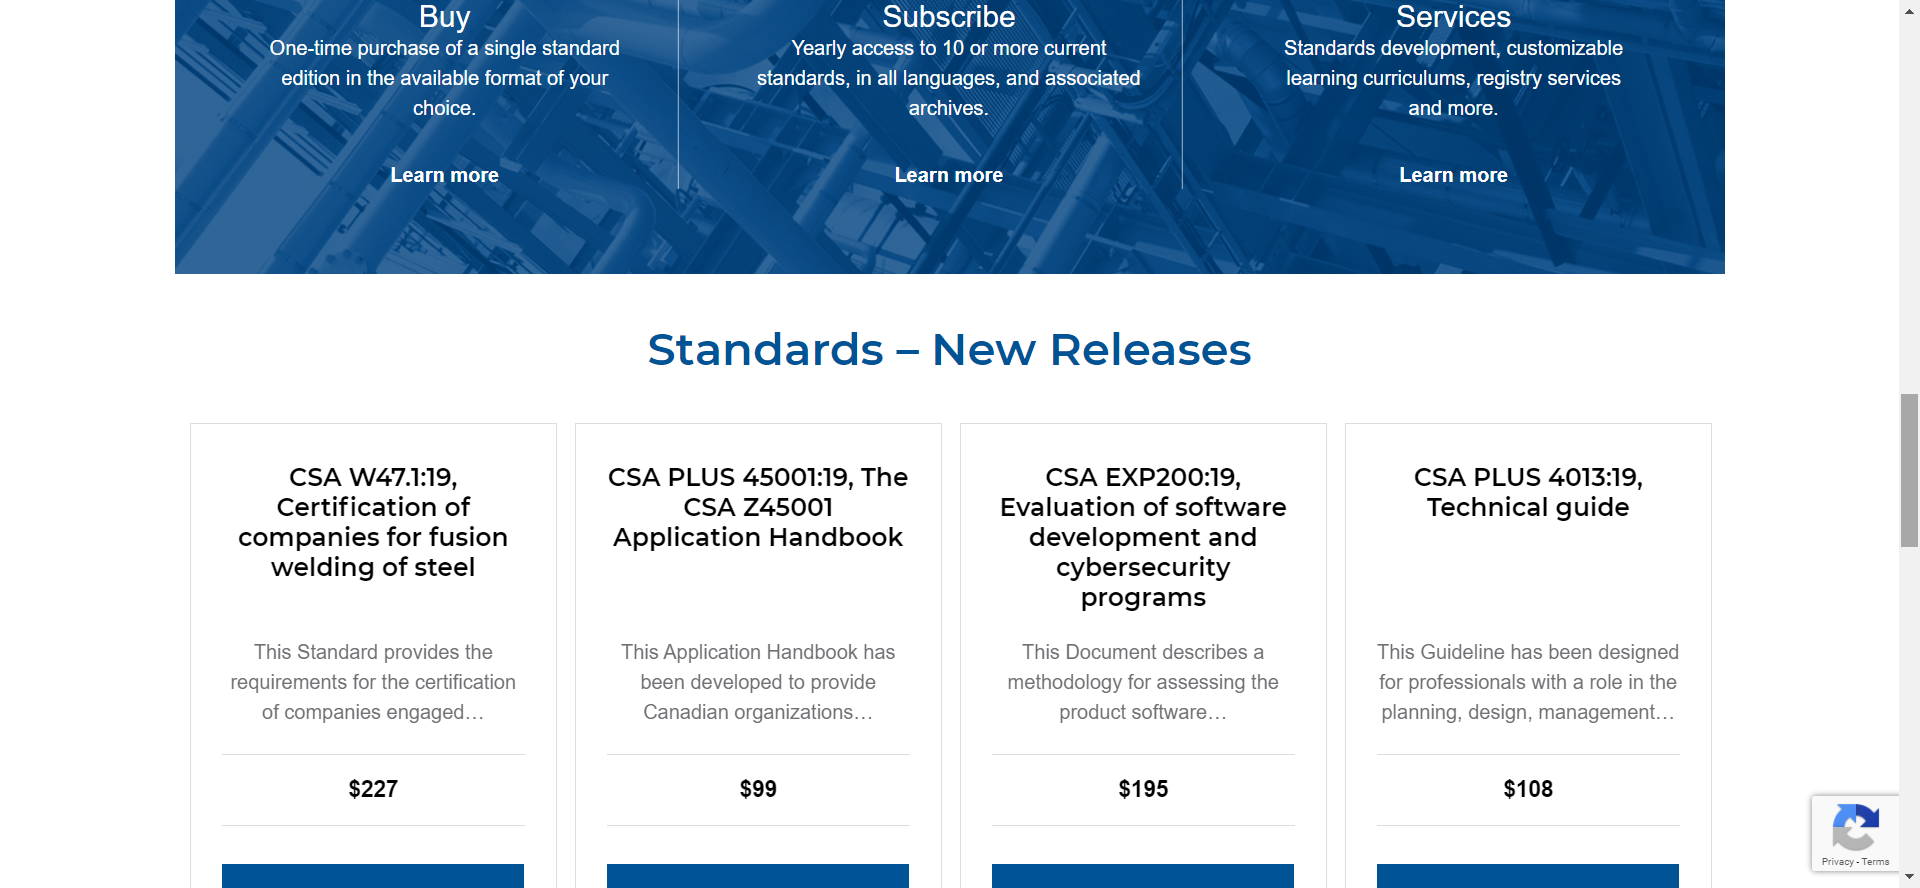 Buy
One-time purchase of a single standard
edition in the available format of your
choice.
Learn more
Subscribe
Yearly access to 10 or more current
standards, in all languages, and associated
archives.
Learn more
Services
Standards development, customizable
learning curriculums, registry services
and more.
Learn more
Standards – New Releases
CSA W47.1:19,
Certification of
companies for fusion
welding of steel
This Standard provides the
requirements for the certification
of companies engaged…
$227
CSA PLUS 45001:19, The
CSA Z45001
Application Handbook
This Application Handbook has
been developed to provide
Canadian organizations…
$99
CSA EXP200:19,
Evaluation of software
development and
cybersecurity
programs
This Document describes a
methodology for assessing the
product software…
$195
CSA PLUS 4013:19,
Technical guide
This Guideline has been designed
for professionals with a role in the
planning, design, management…
$108
Privacy - Terms